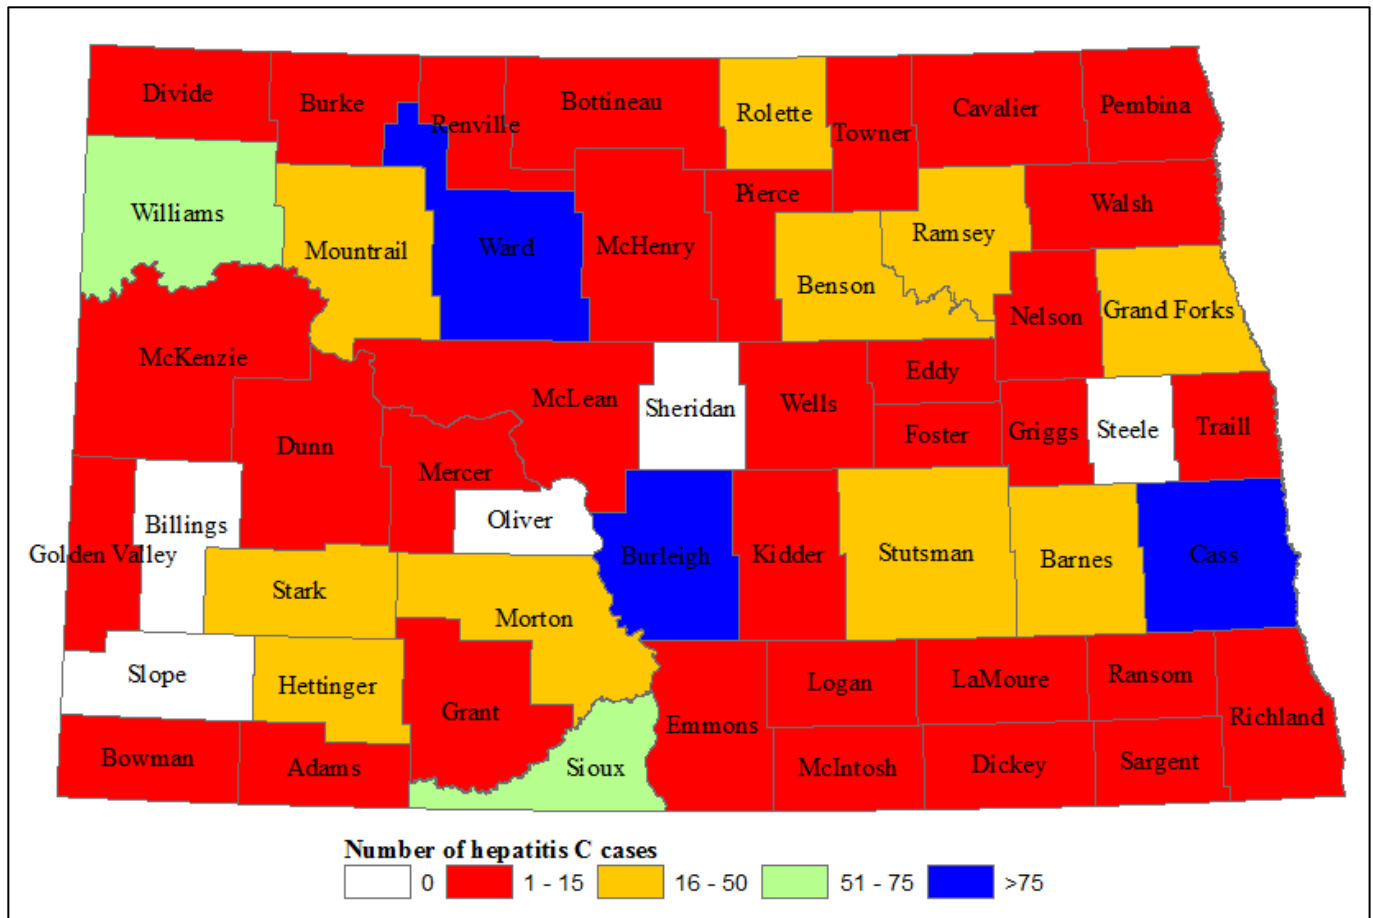 Divide
Burke
Renville
Bottineau
Rolette
Towner
Cavalier
Pembina
Williams
Mountrail
Ward
McHenry
Pierce
Benson
Ramsey
Walsh
Nelson
Grand Forks
McKenzie
Dunn
McLean
Mercer
Sheridan
Wells
Eddy
Foster
Griggs
Steele
Traill
Golden Valley
Billings
Oliver
Stark
Morton
Burleigh
Kidder
Stutsman
Barnes
Cass
Slope
Hettinger
Grant
Sioux
Emmons
Logan
LaMoure
Ransom
Richland
Bowman
Adams
McIntosh
Dickey
Sargent
Number of hepatitis C cases
0 1 - 15 16 - 50 51 - 75 >75